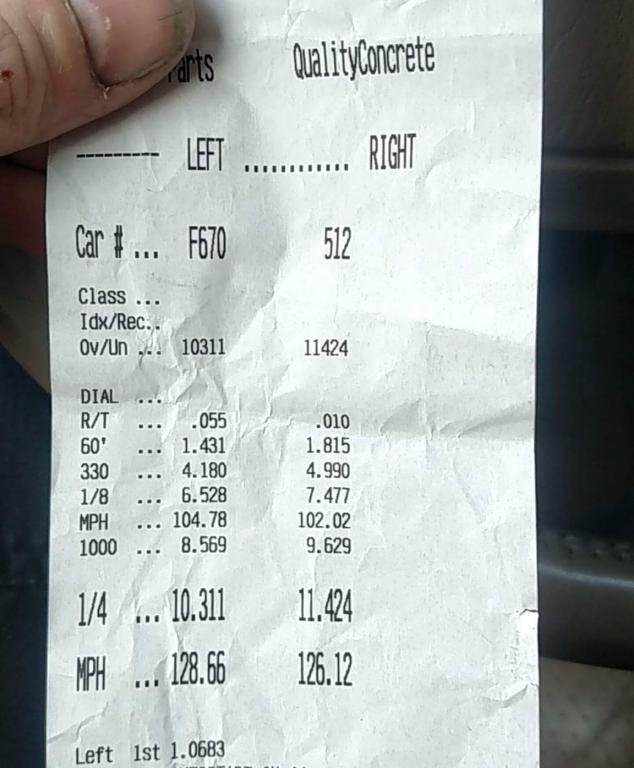 QualityConcrete
--------- LEFT ............ RIGHT
Car # ... F670 512
Class ...
Idx/Rec..
Ov/Un ... 10311 11424
DIAL ...
R/T ... .055 .010
60' ... 1.431 1.815
330 ... 4.180 4.990
1/8 ... 6.528 7.477
MPH ... 104.78 102.02
1000 ... 8.569 9.629
1/4 ... 10.311 11.424
MPH ... 128.66 126.12
Left 1st 1.0683